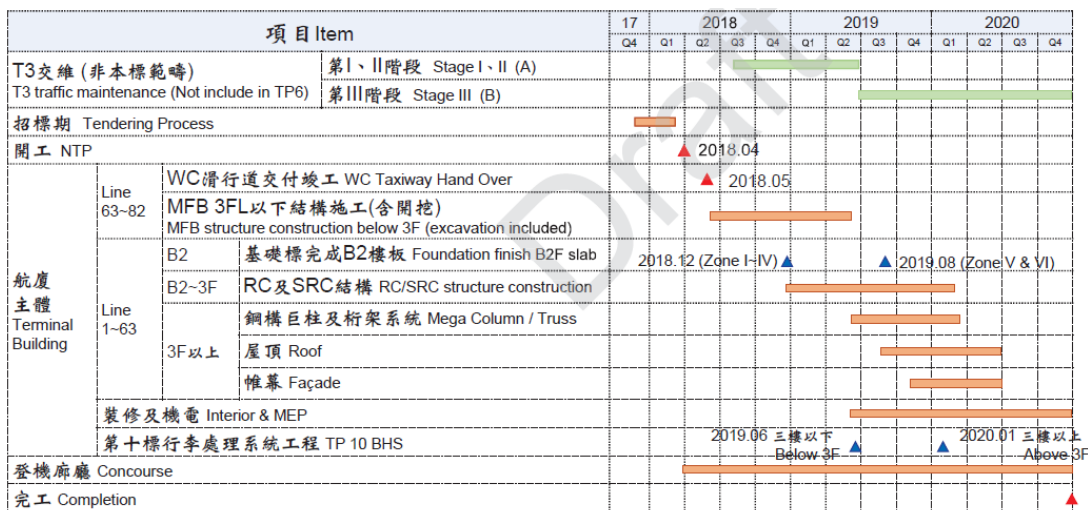 項目 Item
17 2018 2019 2020
Q4 Q1 Q2 Q3 Q4 Q1 Q2 Q3 Q4 Q1 Q2 Q3 Q4
T3交維 (非本標範疇)
T3 traffic maintenance (Not include in TP6)
第I、II階段 Stage I、II (A)
第III階段 Stage III (B)
招標期 Tendering Process
開工 NTP
2018.04
航廈
主體
Terminal
Building
Line
63~82
WC滑行道交付竣工 WC Taxiway Hand Over
2018.05
MFB 3FL以下結構施工(含開挖)
MFB structure construction below 3F (excavation included)
Line
1~63
B2
基礎標完成B2樓板 Foundation finish B2F slab
2018.12 (Zone I~IV)
2019.08 (Zone V & VI)
B2~3F
RC及SRC結構 RC/SRC structure construction
3F以上
鋼構巨柱及桁架系統 Mega Column / Truss
屋頂 Roof
帷幕 Façade
裝修及機電 Interior & MEP
第十標行李處理系統工程 TP 10 BHS
2019.06 三樓以下
Below 3F
2020.01 三樓以上
Above 3F
登機廊廳 Concourse
完工 Completion
Draft